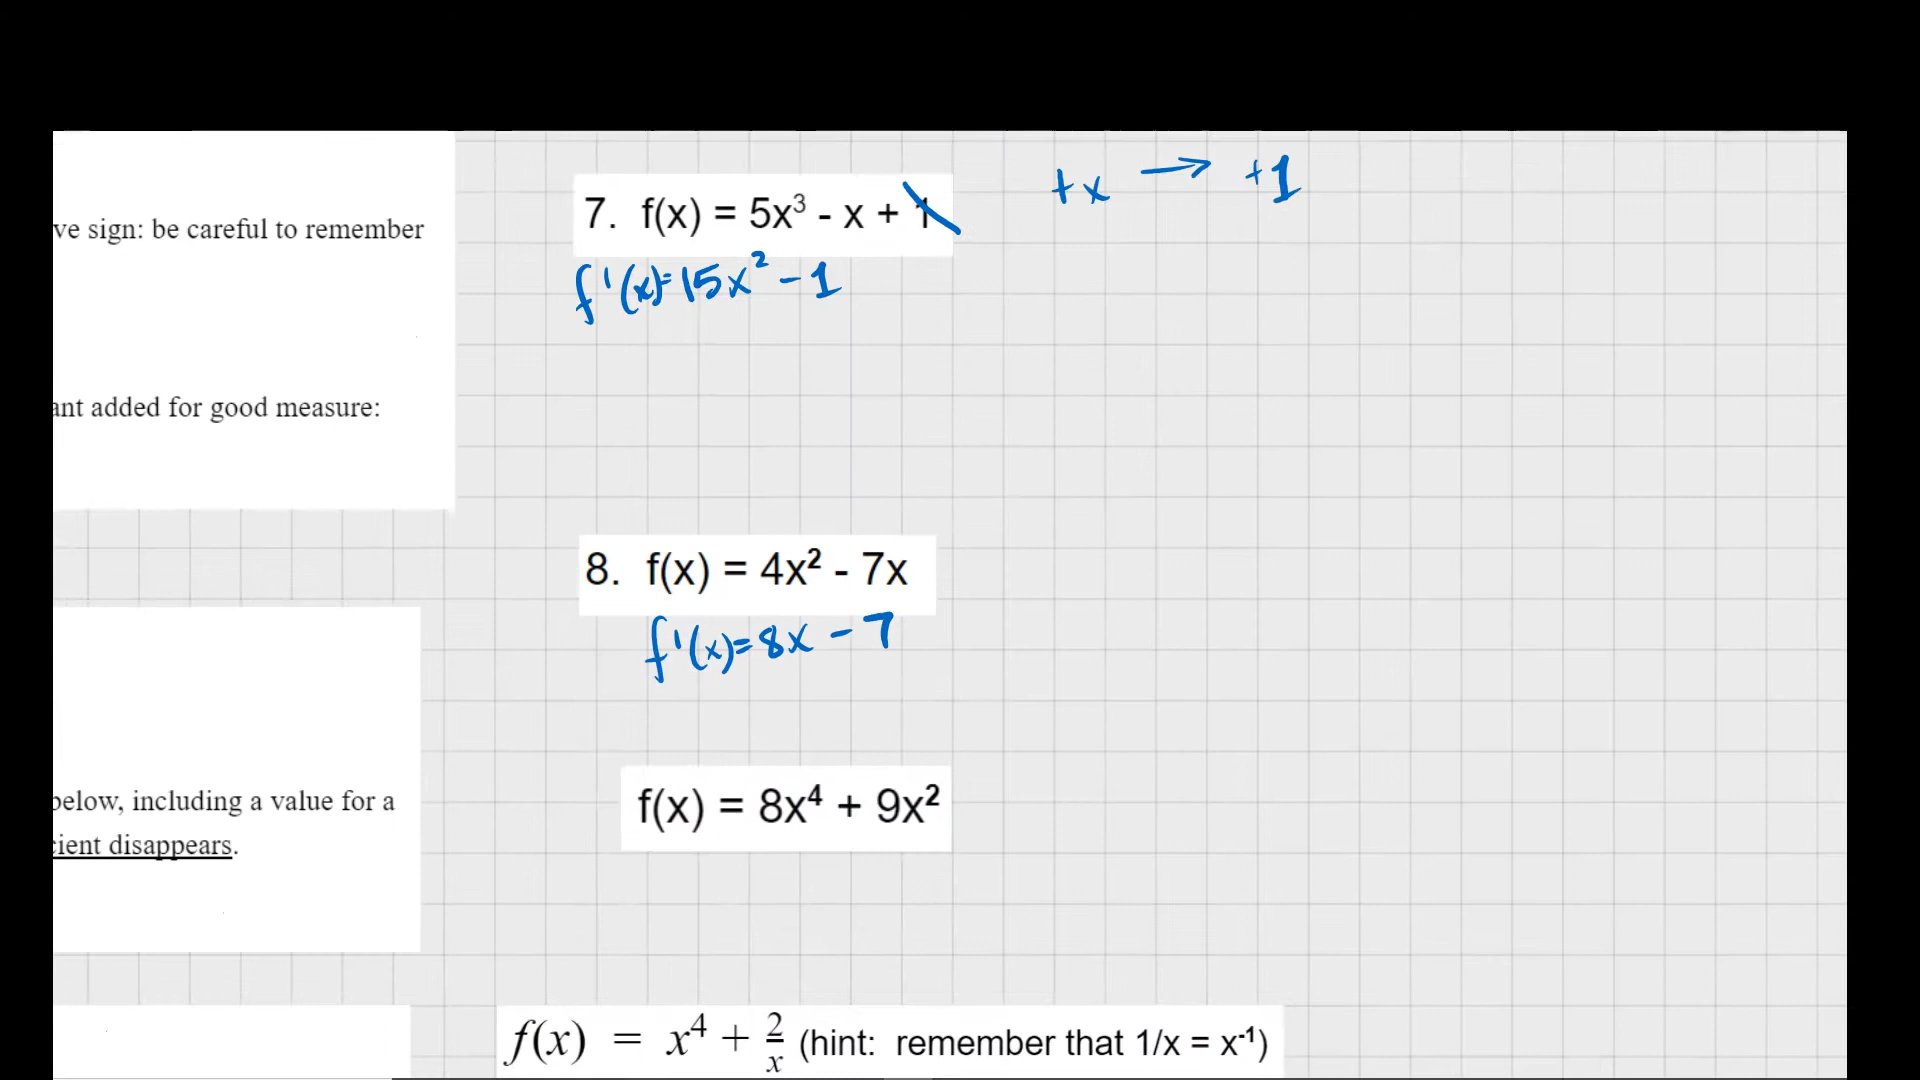 ve sign: be careful to remember
ant added for good measure:
below, including a value for a
cient disappears.
7. f(x) = 5x³ - x + 1
+x → +1
f'(x)=15x² - 1
8. f(x) = 4x² - 7x
f'(x)=8x - 7
f(x) = 8x⁴ + 9x²
f(x) = x⁴ + 2/x (hint: remember that 1/x = x⁻¹)